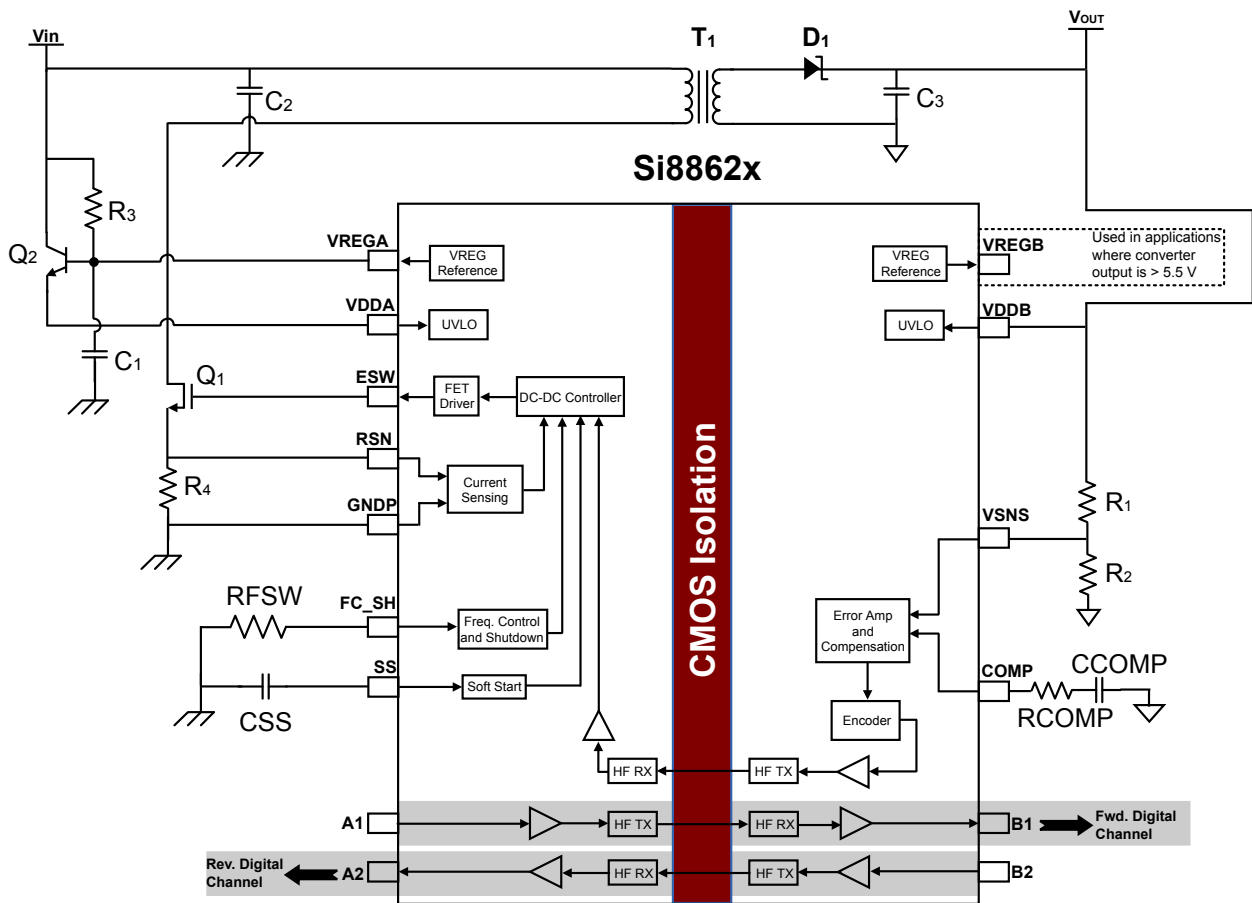 Vin
T1
D1
VOUT
C2
C3
Si8862x
R3
Q2
VREGA
VREG
Reference
VREG
Reference
VREGB
Used in applications
where converter
output is > 5.5 V
VDDA
UVLO
UVLO
VDDB
C1
Q1
ESW
FET
Driver
DC-DC Controller
RSN
R4
Current
Sensing
GNDP
CMOS Isolation
R1
VSNS
R2
RFSW
FC_SH
Freq. Control
and Shutdown
Error Amp
and
Compensation
SS
Soft Start
CSS
COMP
CCOMP
RCOMP
Encoder
HF RX
HF TX
A1
HF TX
HF RX
B1
Fwd. Digital
Channel
Rev. Digital
Channel
A2
HF RX
HF TX
B2